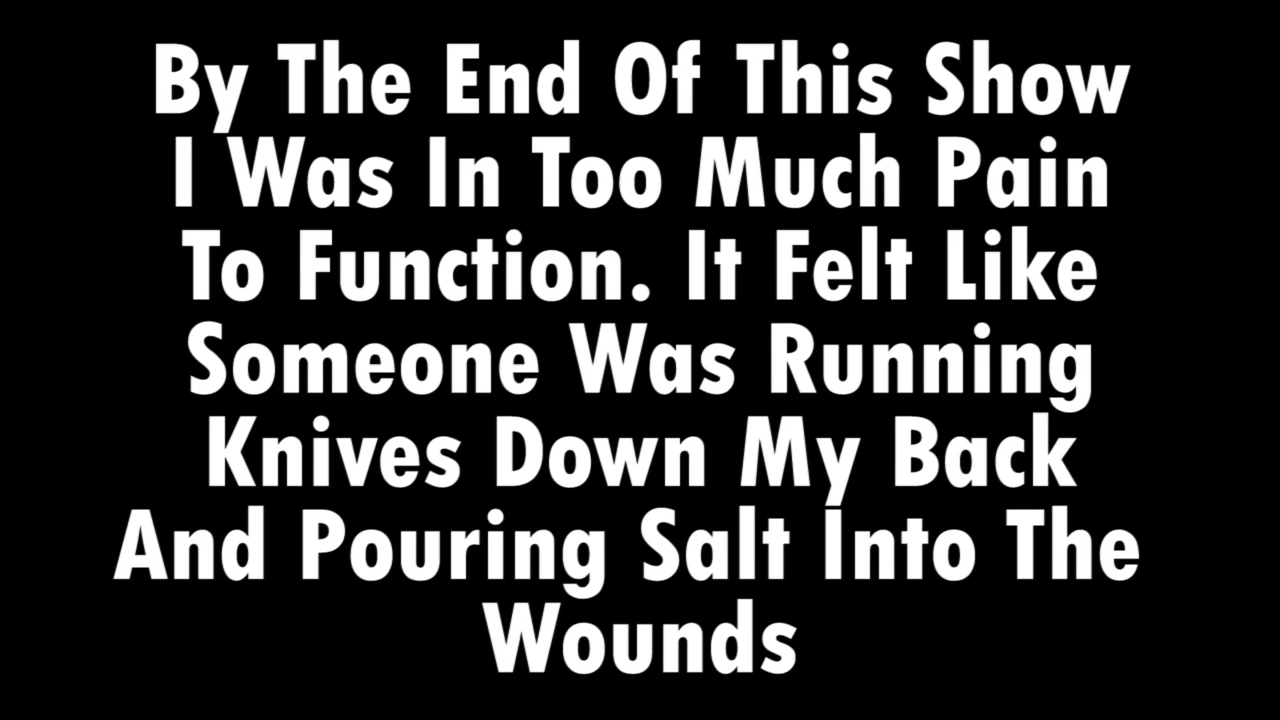 By The End Of This Show
I Was In Too Much Pain
To Function. It Felt Like
Someone Was Running
Knives Down My Back
And Pouring Salt Into The
Wounds